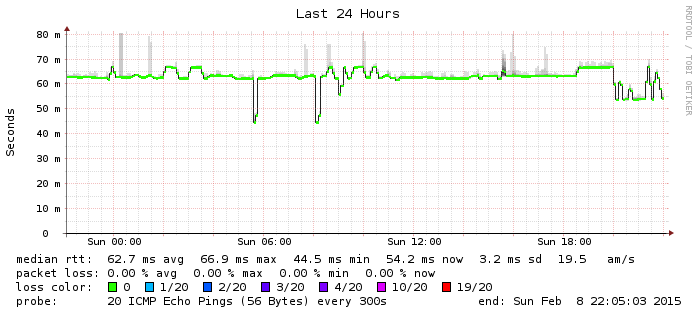 Last 24 Hours
RRDTOOL / TOBI OETIKER
Seconds
80 m
70 m
60 m
50 m
40 m
30 m
20 m
10 m
0
Sun 00:00 Sun 06:00 Sun 12:00 Sun 18:00
median rtt: 62.7 ms avg 66.9 ms max 44.5 ms min 54.2 ms now 3.2 ms sd 19.5 am/s
packet loss: 0.00 % avg 0.00 % max 0.00 % min 0.00 % now
loss color: 0 1/20 2/20 3/20 4/20 10/20 19/20
probe: 20 ICMP Echo Pings (56 Bytes) every 300s end: Sun Feb 8 22:05:03 2015